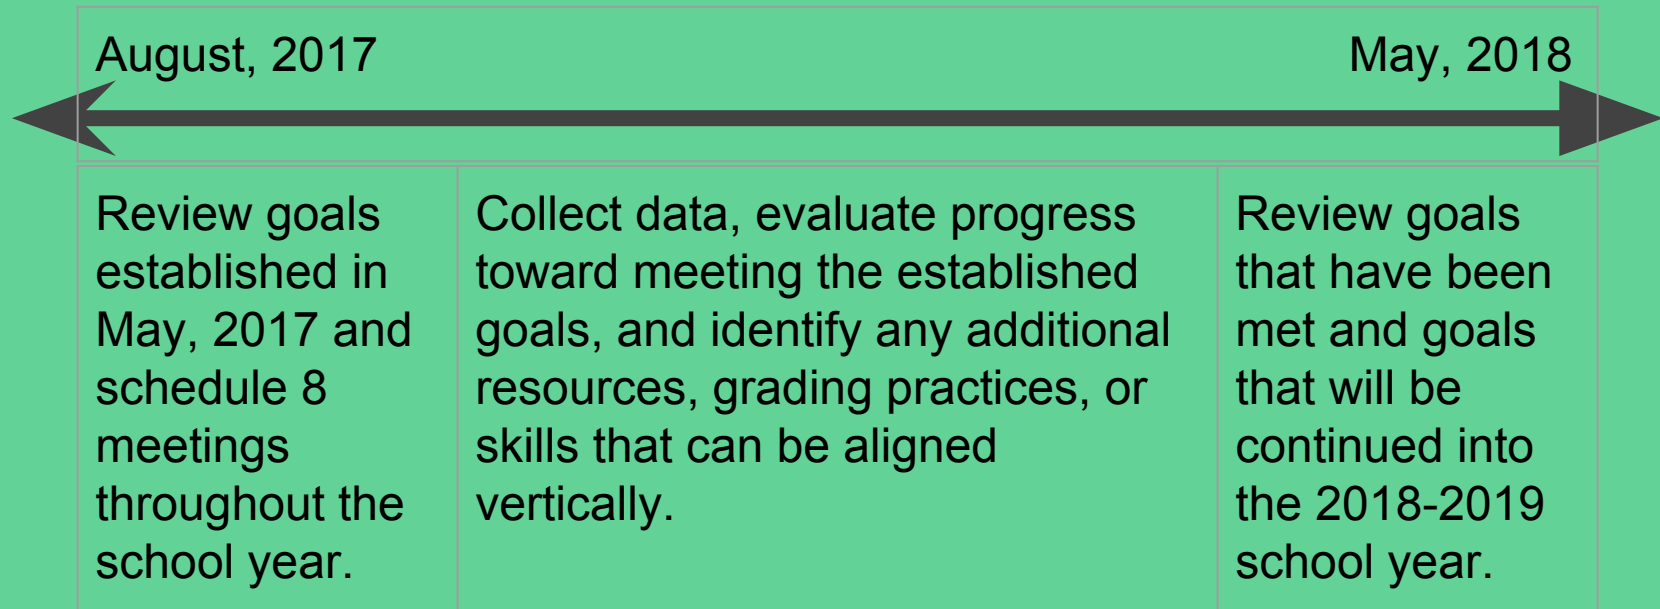 August, 2017
May, 2018
Review goals
established in
May, 2017 and
schedule 8
meetings
throughout the
school year.
Collect data, evaluate progress
toward meeting the established
goals, and identify any additional
resources, grading practices, or
skills that can be aligned
vertically.
Review goals
that have been
met and goals
that will be
continued into
the 2018-2019
school year.